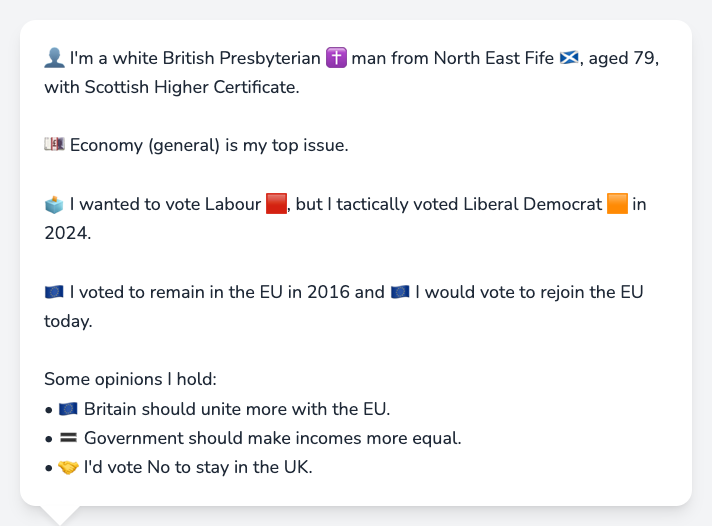 👤 I'm a white British Presbyterian ✝️ man from North East Fife 🏴󠁧󠁢󠁳󠁣󠁴󠁿, aged 79,
with Scottish Higher Certificate.
💷 Economy (general) is my top issue.
🗳️ I wanted to vote Labour 🟥, but I tactically voted Liberal Democrat 🟧 in
2024.
🇪🇺 I voted to remain in the EU in 2016 and 🇪🇺 I would vote to rejoin the EU
today.
Some opinions I hold:
• 🇪🇺 Britain should unite more with the EU.
• 🟰 Government should make incomes more equal.
• 🤝 I'd vote No to stay in the UK.